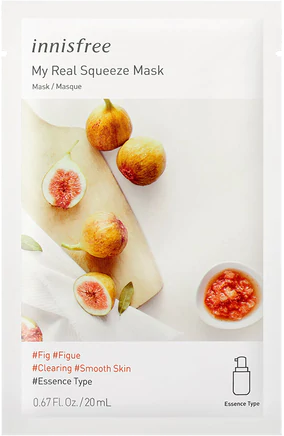 innisfree
My Real Squeeze Mask
Mask / Masque
#Fig #Figue
#Clearing #Smooth Skin
#Essence Type
0.67 Fl. Oz. / 20 mL
Essence Type